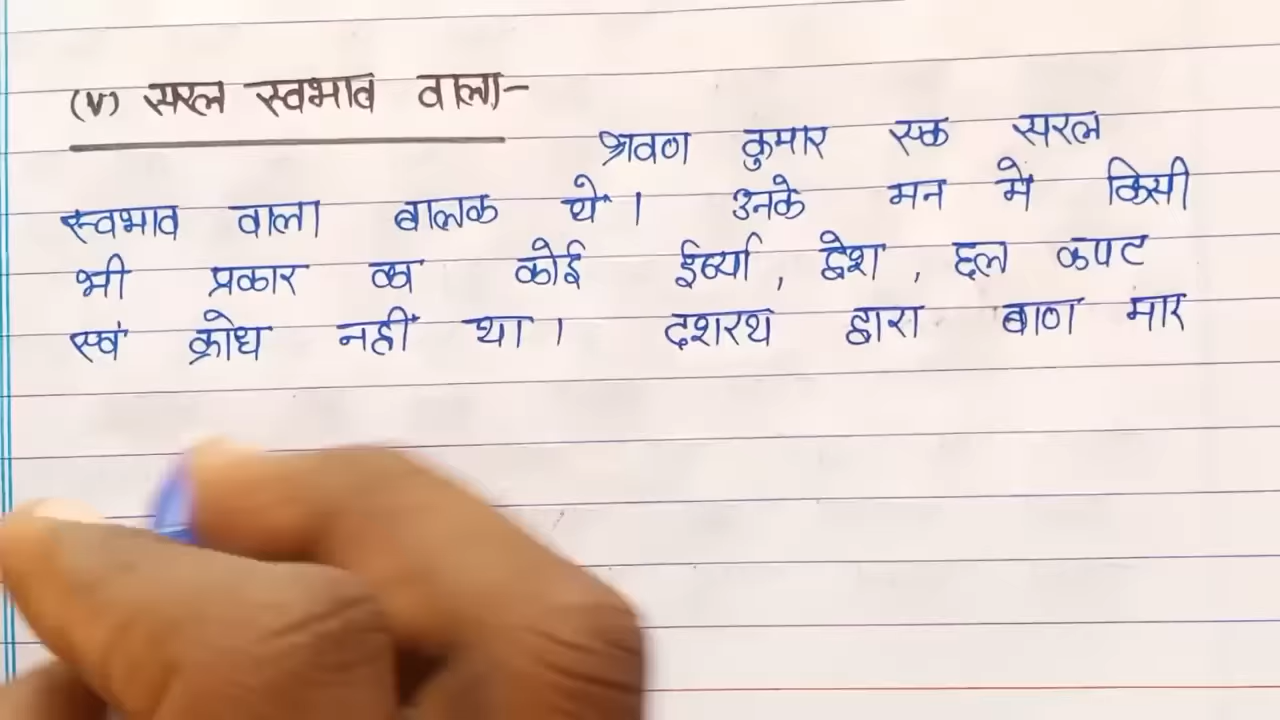 (v) सरल स्वभाव वाला-
श्रवण कुमार एक सरल
स्वभाव वाला बालक थे। उनके मन में किसी
भी प्रकार का कोई ईर्ष्या, द्वेश, छल कपट
एवं क्रोध नहीं था। दशरथ द्वारा बाण मार